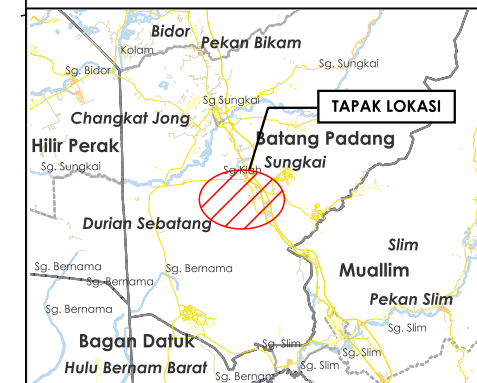 Bidor
Pekan Bikam
Kolam
Sg. Bidor
Sg. Sungkai
Sg Sungkai
TAPAK LOKASI
Changkat Jong
Batang Padang
Hilir Perak
Sungkai
Sg. Sungkai
Sg Klah
Durian Sebatang
Slim
Sg. Bernama
Sg. Bernama
Muallim
Sg. Bernama
Pekan Slim
Sg. Bernama
Sg. Slim
Bagan Datuk
Sg. Slim
Sg. Slim
Hulu Bernam Barat
Sg. Slim
Sg. Bernam